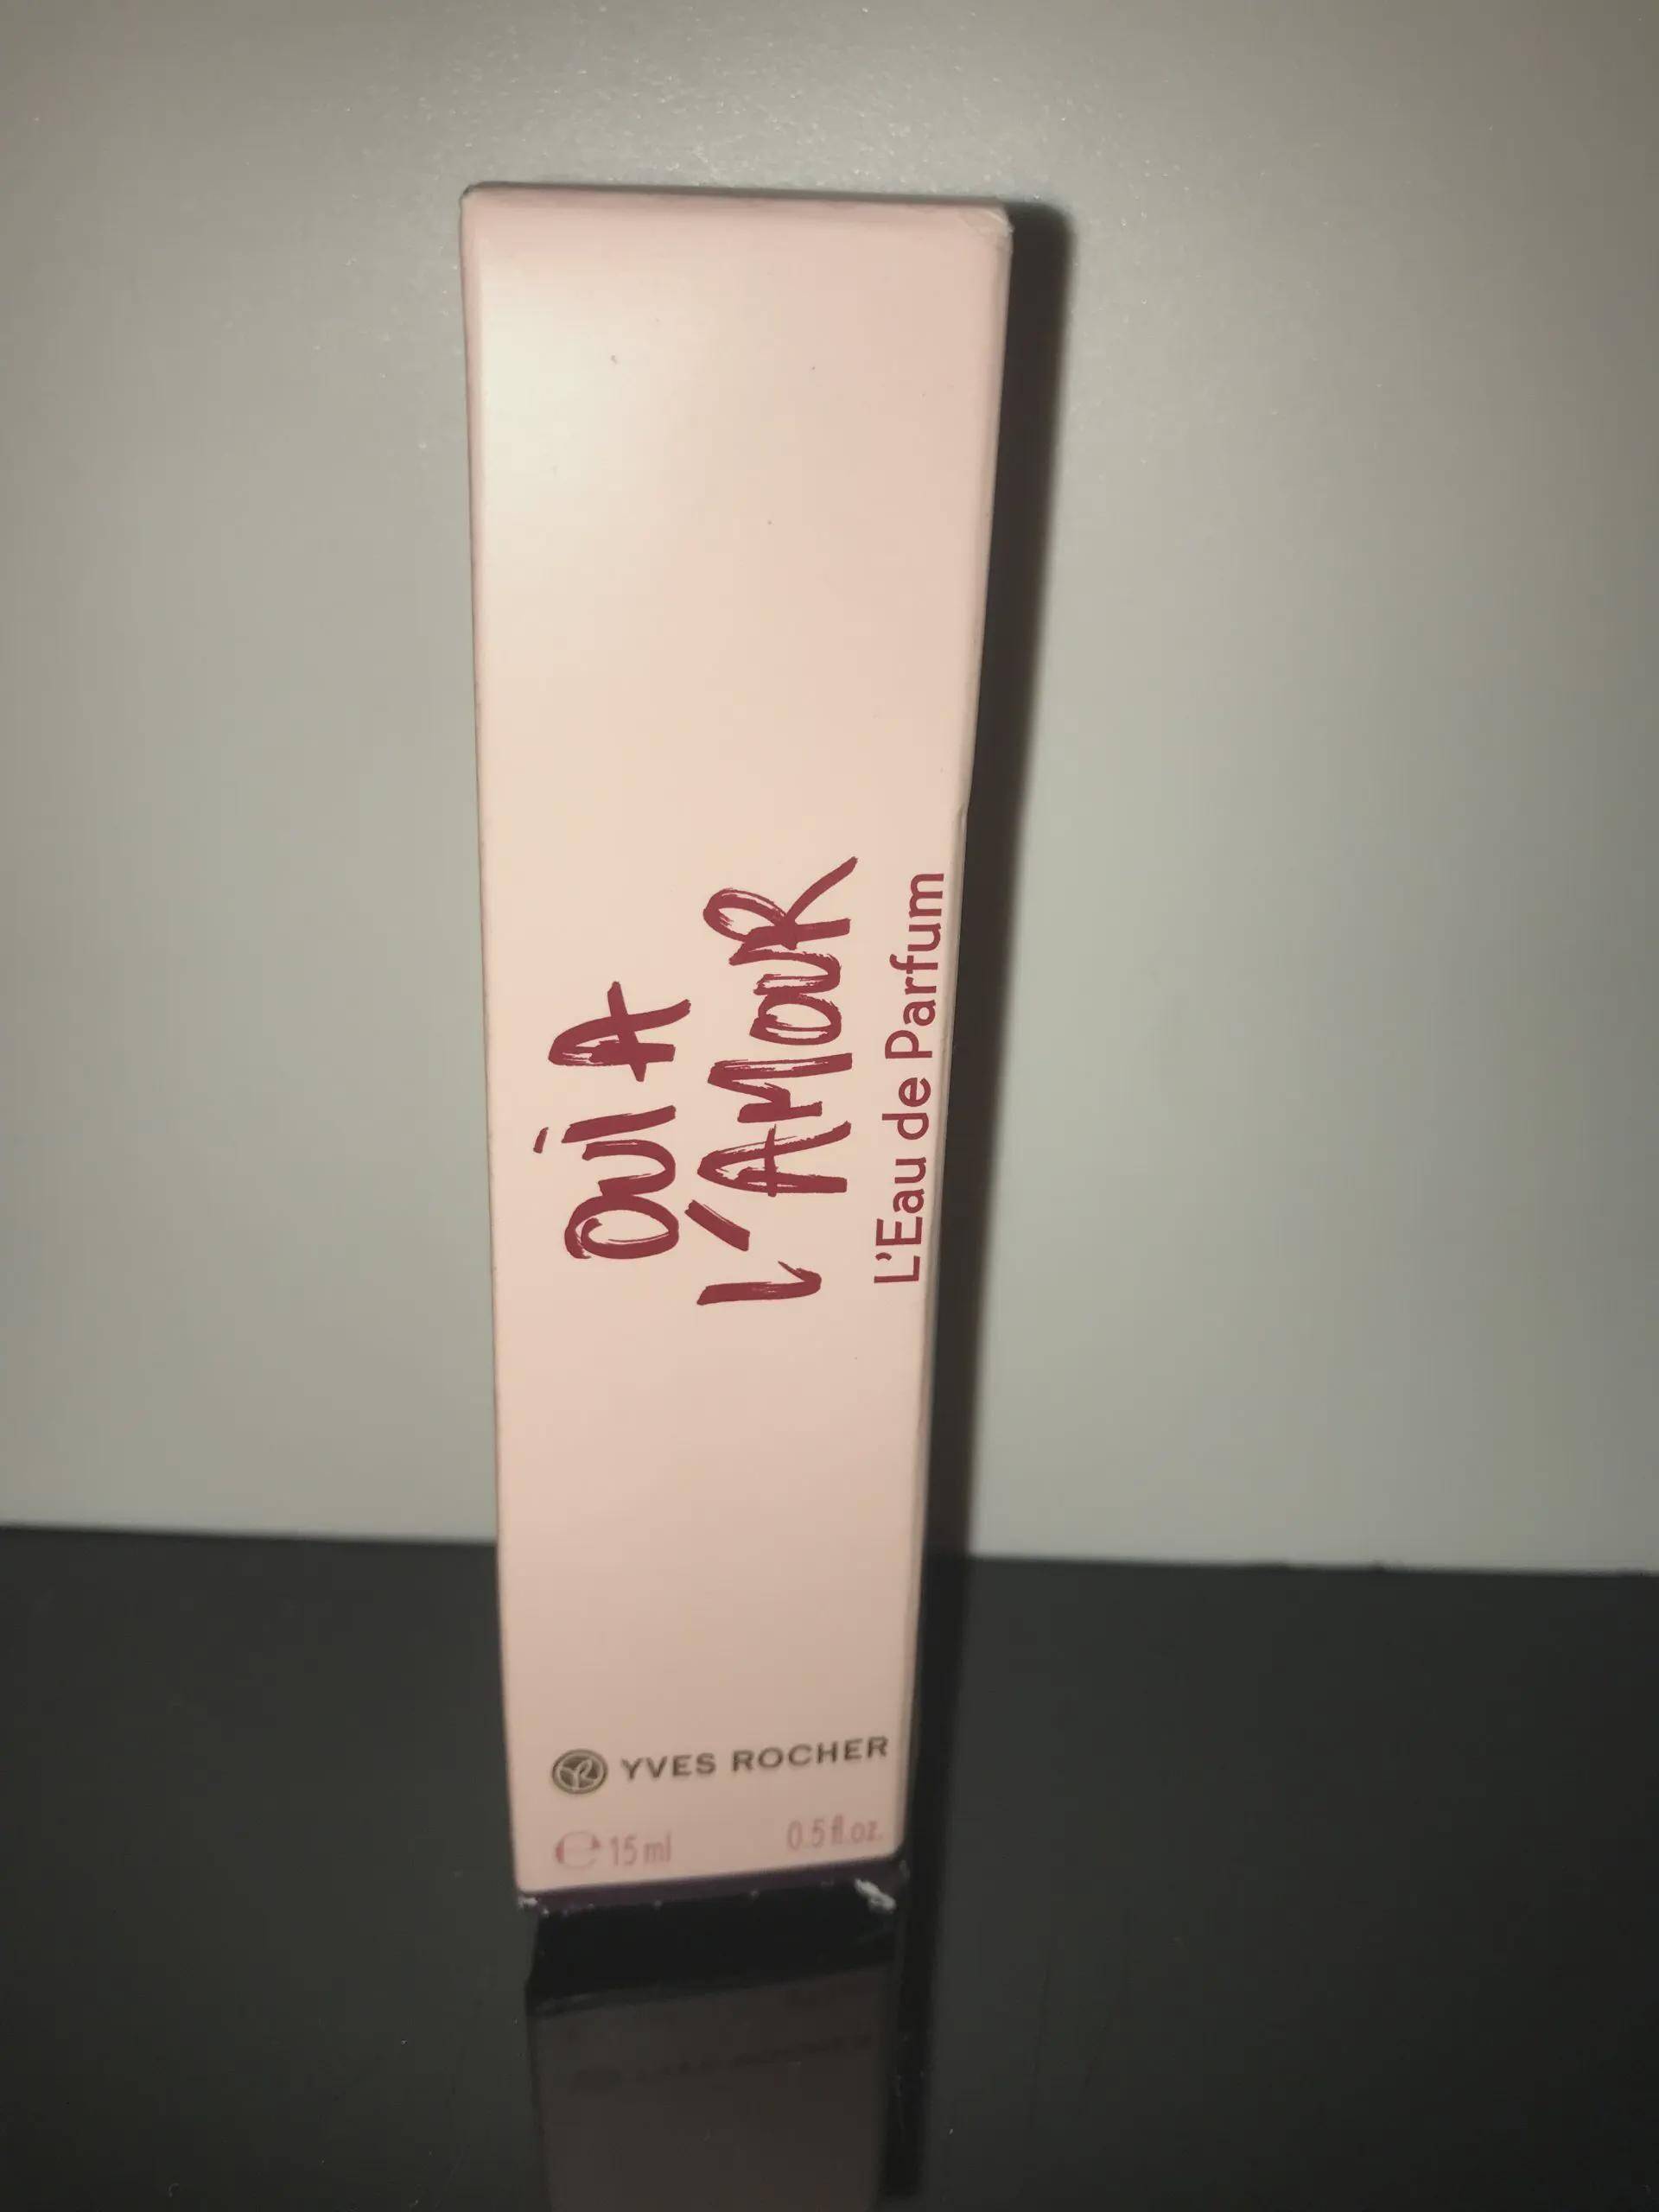 OUI A
L'AMOUR
L'Eau de Parfum
YVES ROCHER
℮ 15 ml 0.5 fl.oz.